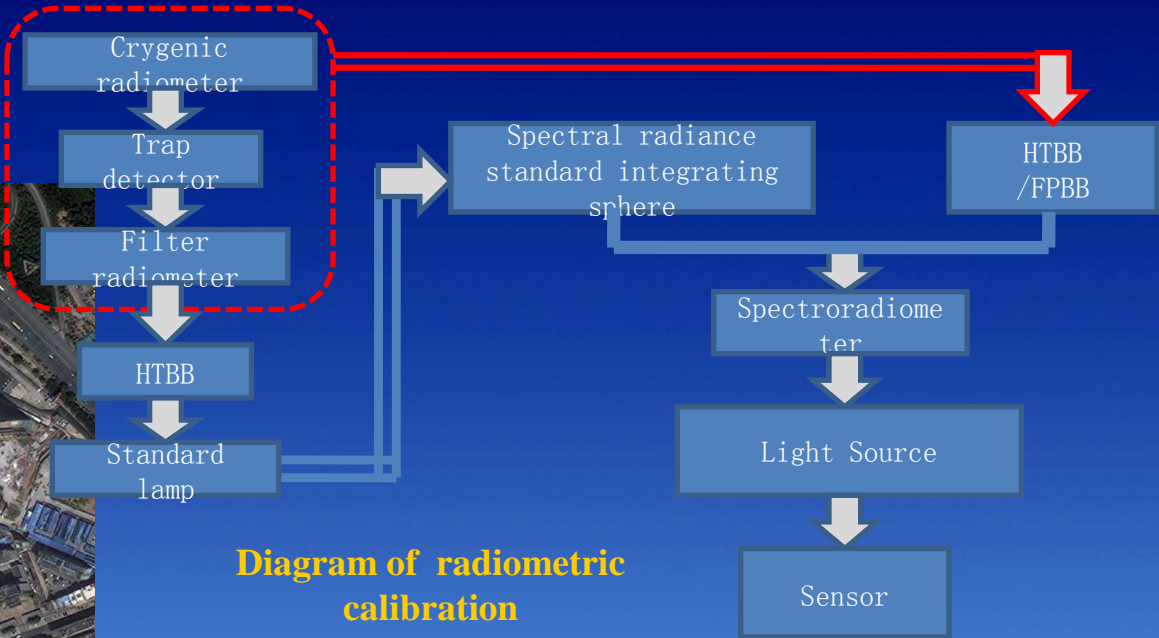 Crygenic
radiometer
Trap
detector
Filter
radiometer
HTBB
Standard
lamp
Spectral radiance
standard integrating
sphere
HTBB
/FPBB
Spectroradiome
ter
Light Source
Sensor
Diagram of radiometric
calibration